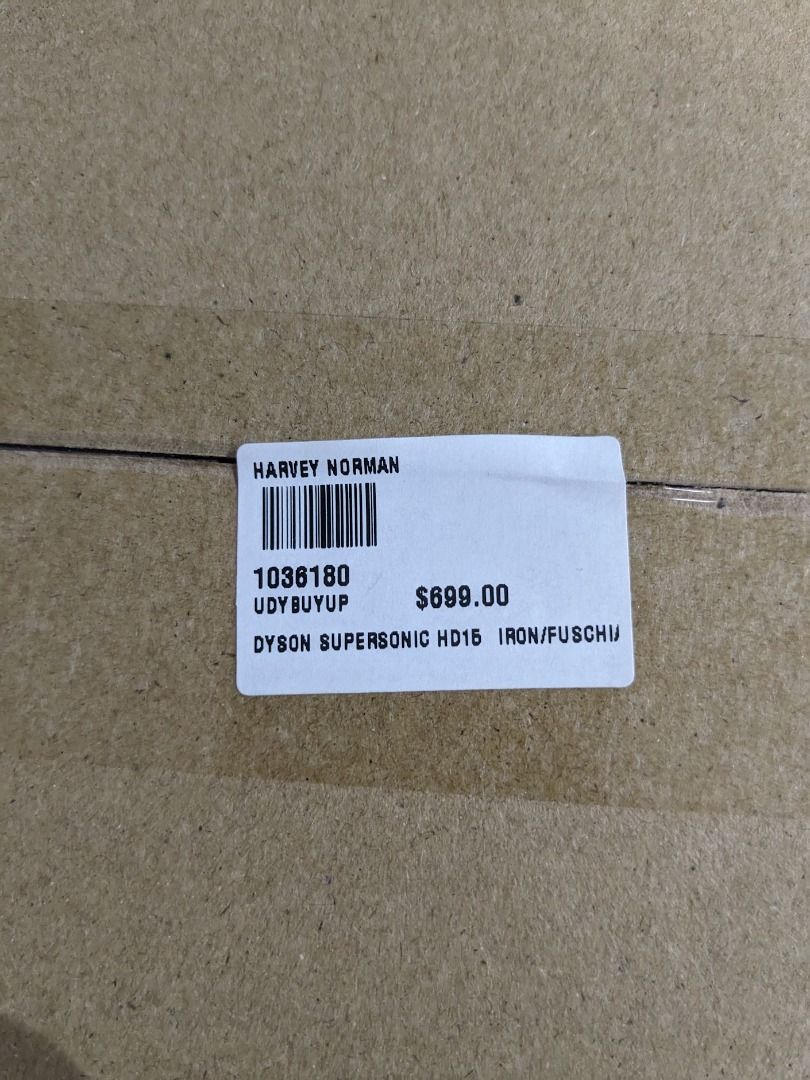 HARVEY NORMAN
1036180
UDYBUYUP $699.00
DYSON SUPERSONIC HD15 IRON/FUSCHI